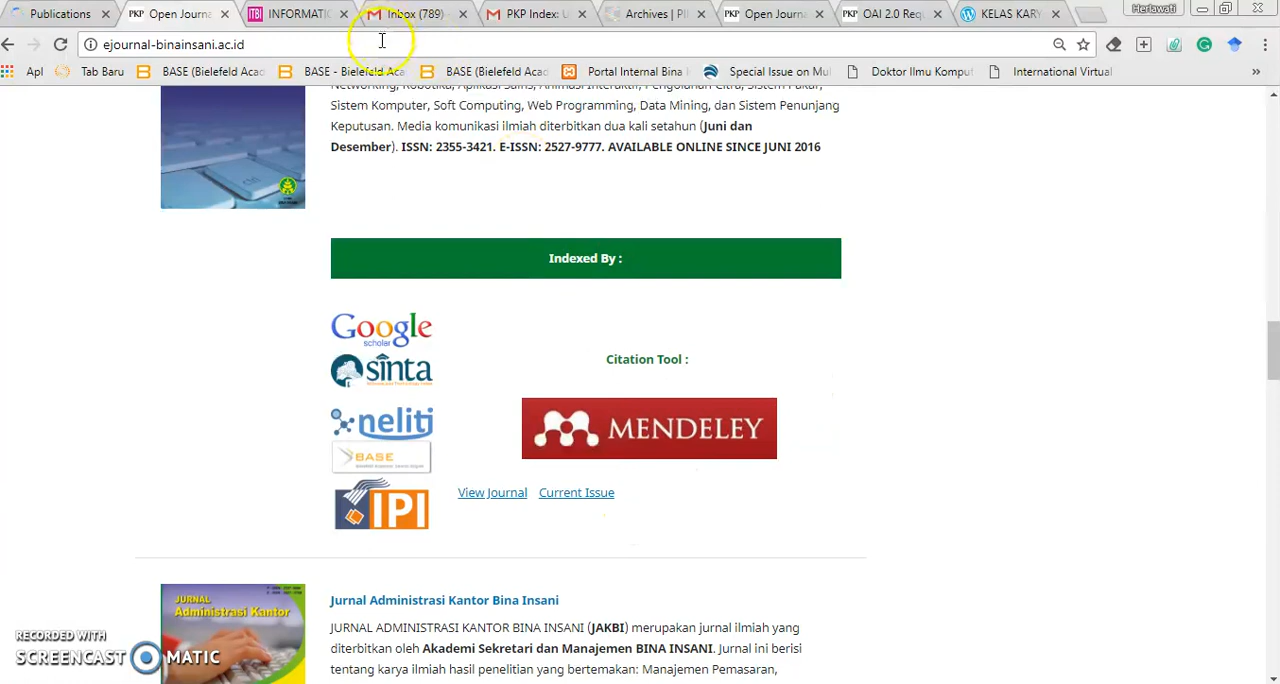 Publications
PKP Open Journa
INFORMATIC
Inbox (789) -
PKP Index: U
Archives | Pl
PKP Open Journa
PKP OAI 2.0 Req
KELAS KARY
Herlawati
ejournal-binainsani.ac.id
Apl
Tab Baru
BASE (Bielefeld Acad
BASE - Bielefeld Aca
BASE (Bielefeld Acad
Portal Internal Bina I
Special Issue on Mul
Doktor Ilmu Komput
International Virtual
»
Networking, Robotika, Aplikasi Sains, Animasi Interaktif, Pengolahan Citra, Sistem Pakar,
Sistem Komputer, Soft Computing, Web Programming, Data Mining, dan Sistem Penunjang
Keputusan. Media komunikasi ilmiah diterbitkan dua kali setahun (Juni dan
Desember). ISSN: 2355-3421. E-ISSN: 2527-9777. AVAILABLE ONLINE SINCE JUNI 2016
ctrl
Indexed By :
Google
scholar
sinta
neliti
BASE
IPI
Citation Tool :
MENDELEY
View Journal Current Issue
JURNAL
Administrasi Kantor
Jurnal Administrasi Kantor Bina Insani
JURNAL ADMINISTRASI KANTOR BINA INSANI (JAKBI) merupakan jurnal ilmiah yang
diterbitkan oleh Akademi Sekretari dan Manajemen BINA INSANI. Jurnal ini berisi
tentang karya ilmiah hasil penelitian yang bertemakan: Manajemen Pemasaran,
RECORDED WITH
SCREENCAST MATIC